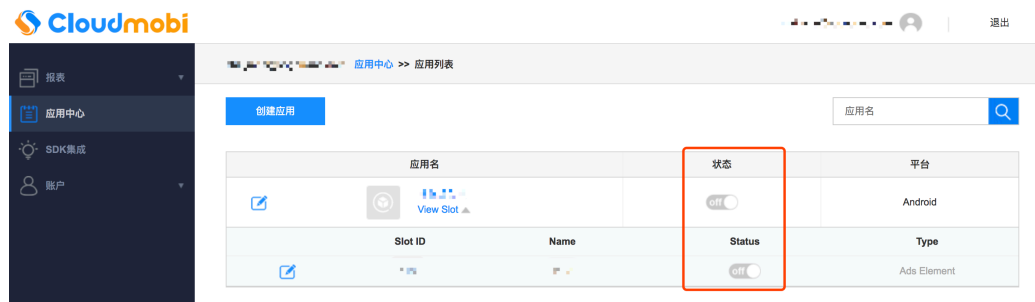 Cloudmobi
退出
报表
应用中心
SDK集成
账户
应用中心 >> 应用列表
创建应用
应用名
应用名 状态 平台
View Slot
off
Android
Slot ID Name Status Type
off
Ads Element